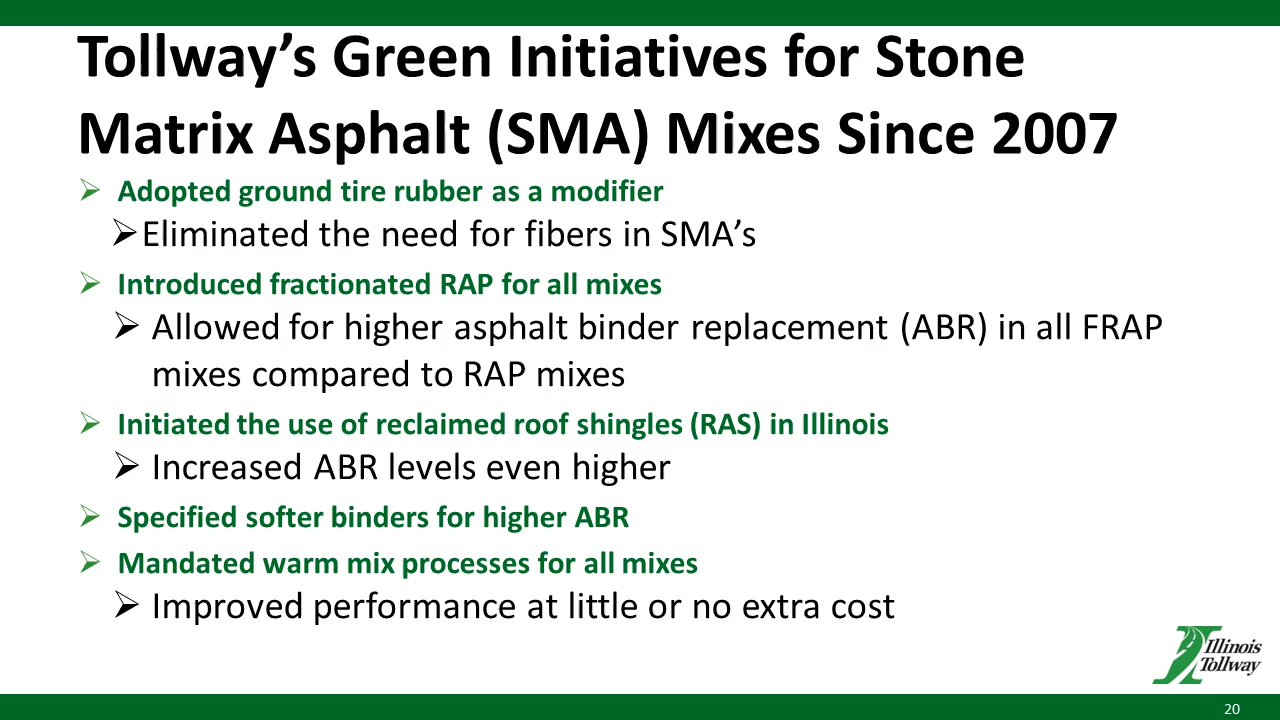 Tollway’s Green Initiatives for Stone
Matrix Asphalt (SMA) Mixes Since 2007
➢ Adopted ground tire rubber as a modifier
➢Eliminated the need for fibers in SMA’s
➢ Introduced fractionated RAP for all mixes
➢ Allowed for higher asphalt binder replacement (ABR) in all FRAP
mixes compared to RAP mixes
➢ Initiated the use of reclaimed roof shingles (RAS) in Illinois
➢ Increased ABR levels even higher
➢ Specified softer binders for higher ABR
➢ Mandated warm mix processes for all mixes
➢ Improved performance at little or no extra cost
Illinois
Tollway
20